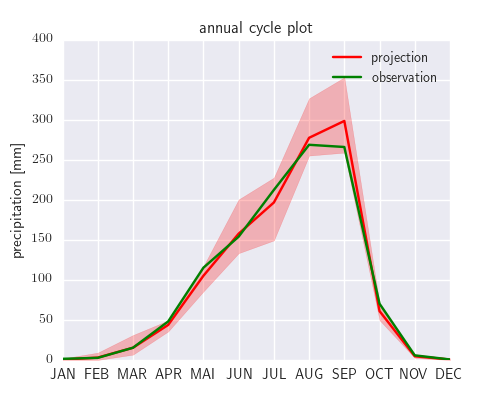 annual cycle plot
400
350
300
250
200
150
100
50
0
precipitation [mm]
projection
observation
JAN FEB MAR APR MAI JUN JUL AUG SEP OCT NOV DEC